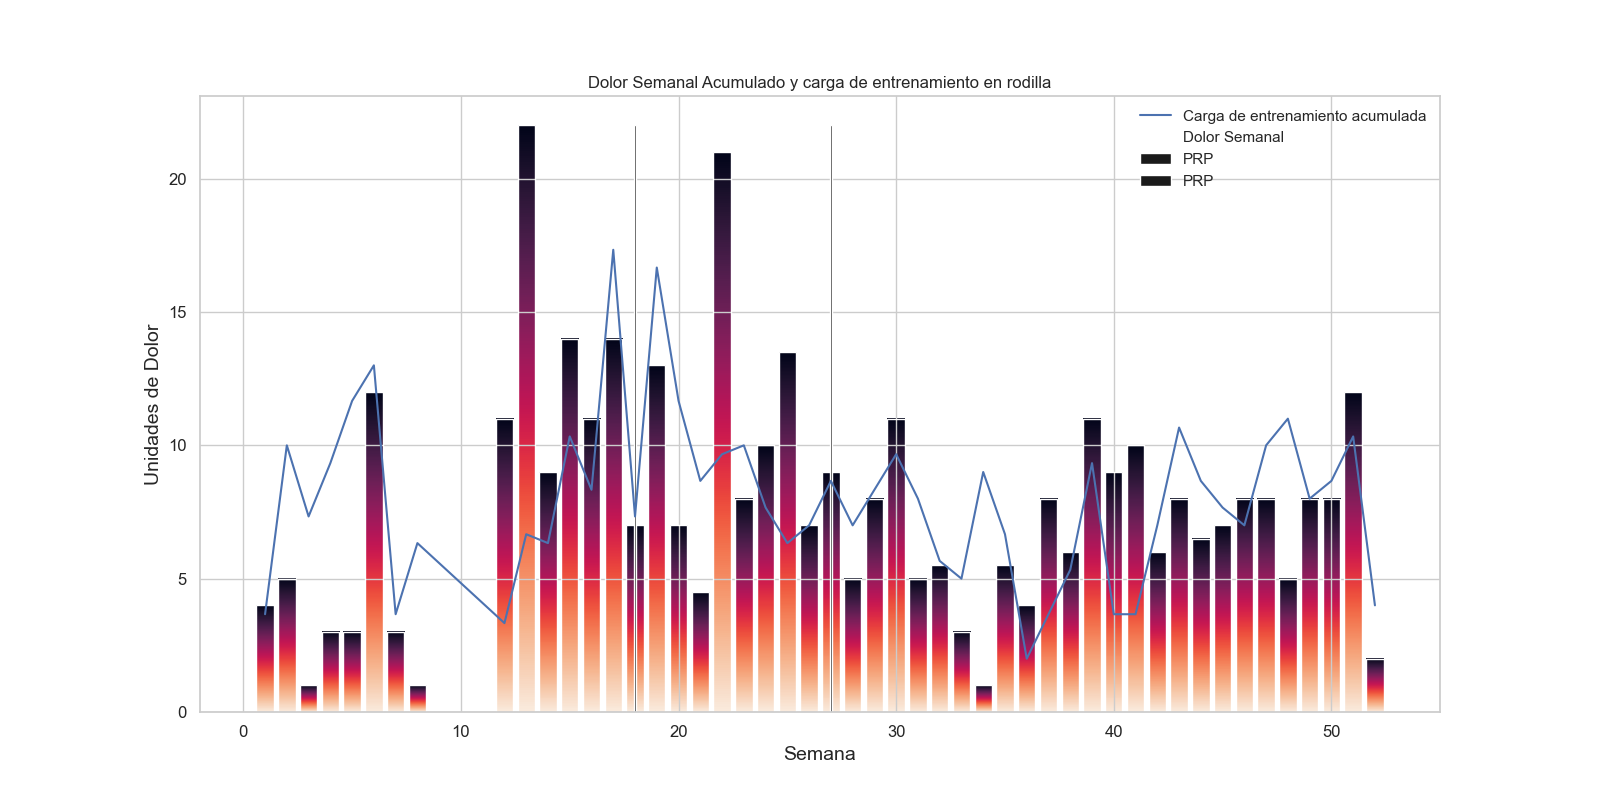 Dolor Semanal Acumulado y carga de entrenamiento en rodilla
Carga de entrenamiento acumulada
Dolor Semanal
PRP
PRP
Unidades de Dolor
20
15
10
5
0
0 10 20 30 40 50
Semana